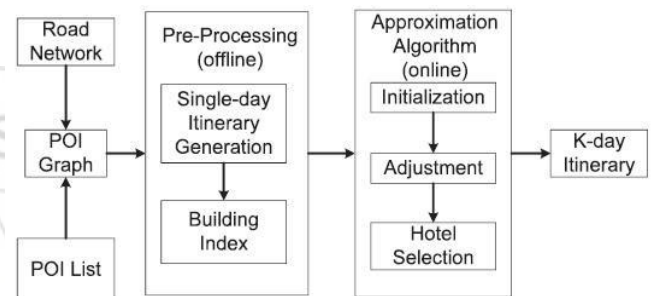 Road
Network
POI
Graph
POI List
Pre-Processing
(offline)
Single-day
Itinerary
Generation
Building
Index
Approximation
Algorithm
(online)
Initialization
Adjustment
Hotel
Selection
K-day
Itinerary